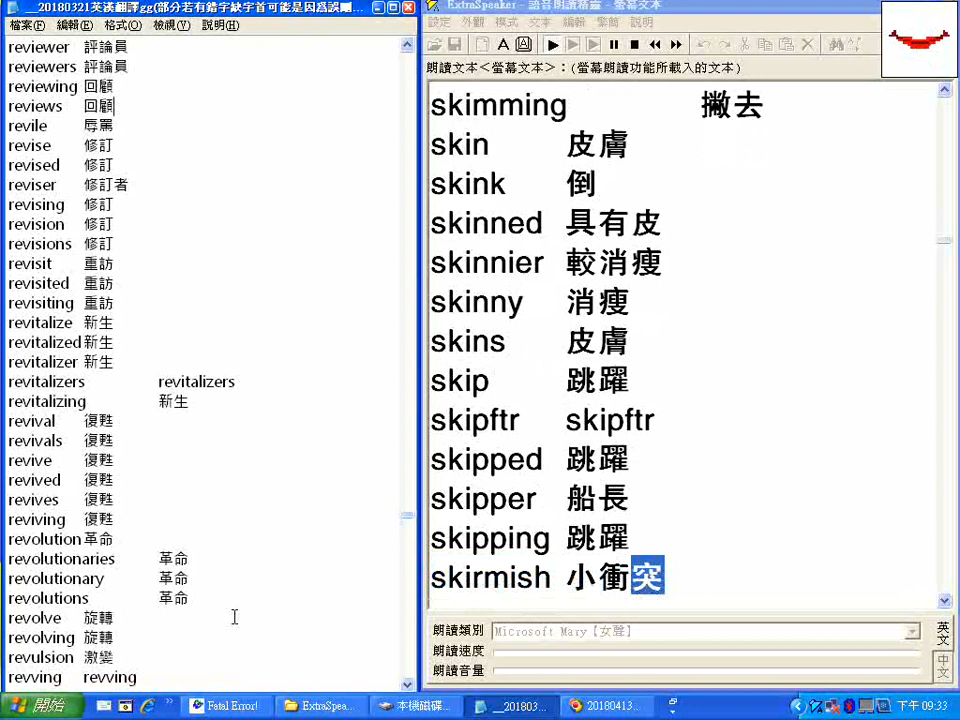 __20180321英漢翻譯gg(部分若有錯字缺字首可能是因為誤刪...
檔案(F) 編輯(E) 格式(O) 檢視(V) 說明(H)
reviewer 評論員
reviewers 評論員
reviewing 回顧
reviews 回顧
revile 辱罵
revise 修訂
revised 修訂
reviser 修訂者
revising 修訂
revision 修訂
revisions 修訂
revisit 重訪
revisited 重訪
revisiting 重訪
revitalize 新生
revitalized 新生
revitalizer 新生
revitalizers revitalizers
revitalizing 新生
revival 復甦
revivals 復甦
revive 復甦
revived 復甦
revives 復甦
reviving 復甦
revolution 革命
revolutionaries 革命
revolutionary 革命
revolutions 革命
revolve 旋轉
revolving 旋轉
revulsion 激變
revving revving
ExtraSpeaker - 語音朗讀精靈 - 螢幕文本
設定 外觀 模式 文本 編輯 繁簡 說明
朗讀文本<螢幕文本>：(螢幕朗讀功能所載入的文本)
skimming 撇去
skin 皮膚
skink 倒
skinned 具有皮
skinnier 較消瘦
skinny 消瘦
skins 皮膚
skip 跳躍
skipftr skipftr
skipped 跳躍
skipper 船長
skipping 跳躍
skirmish 小衝突
朗讀類別 Microsoft Mary【女聲】
朗讀速度
朗讀音量
英文
中文
開始 Fatal Error! ExtraSpea... 本機磁碟... __201803... 20180413... 下午 09:33